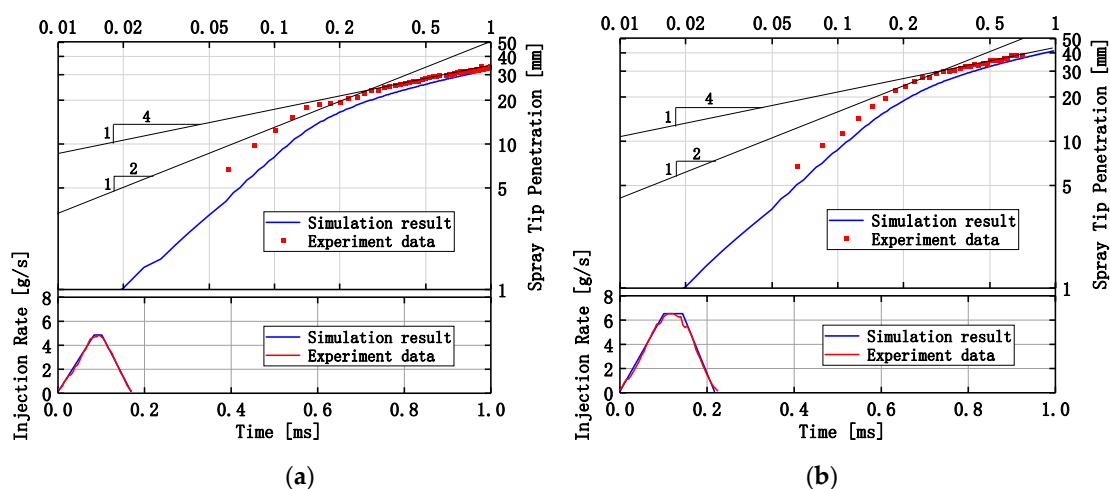 0.01 0.02 0.05 0.1 0.2 0.5 1
50
40
30
20
10
5
1
Spray Tip Penetration [mm]
4
1
2
1
Simulation result
Experiment data
8
6
4
2
0
Injection Rate [g/s]
Simulation result
Experiment data
0.0 0.2 0.4 0.6 0.8 1.0
Time [ms]
(a)
0.01 0.02 0.05 0.1 0.2 0.5 1
50
40
30
20
10
5
1
Spray Tip Penetration [mm]
4
1
2
1
Simulation result
Experiment data
8
6
4
2
0
Injection Rate [g/s]
Simulation result
Experiment data
0.0 0.2 0.4 0.6 0.8 1.0
Time [ms]
(b)